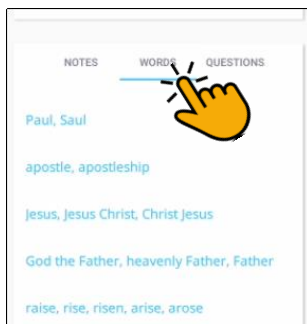 NOTES WORDS QUESTIONS
Paul, Saul
apostle, apostleship
Jesus, Jesus Christ, Christ Jesus
God the Father, heavenly Father, Father
raise, rise, risen, arise, arose